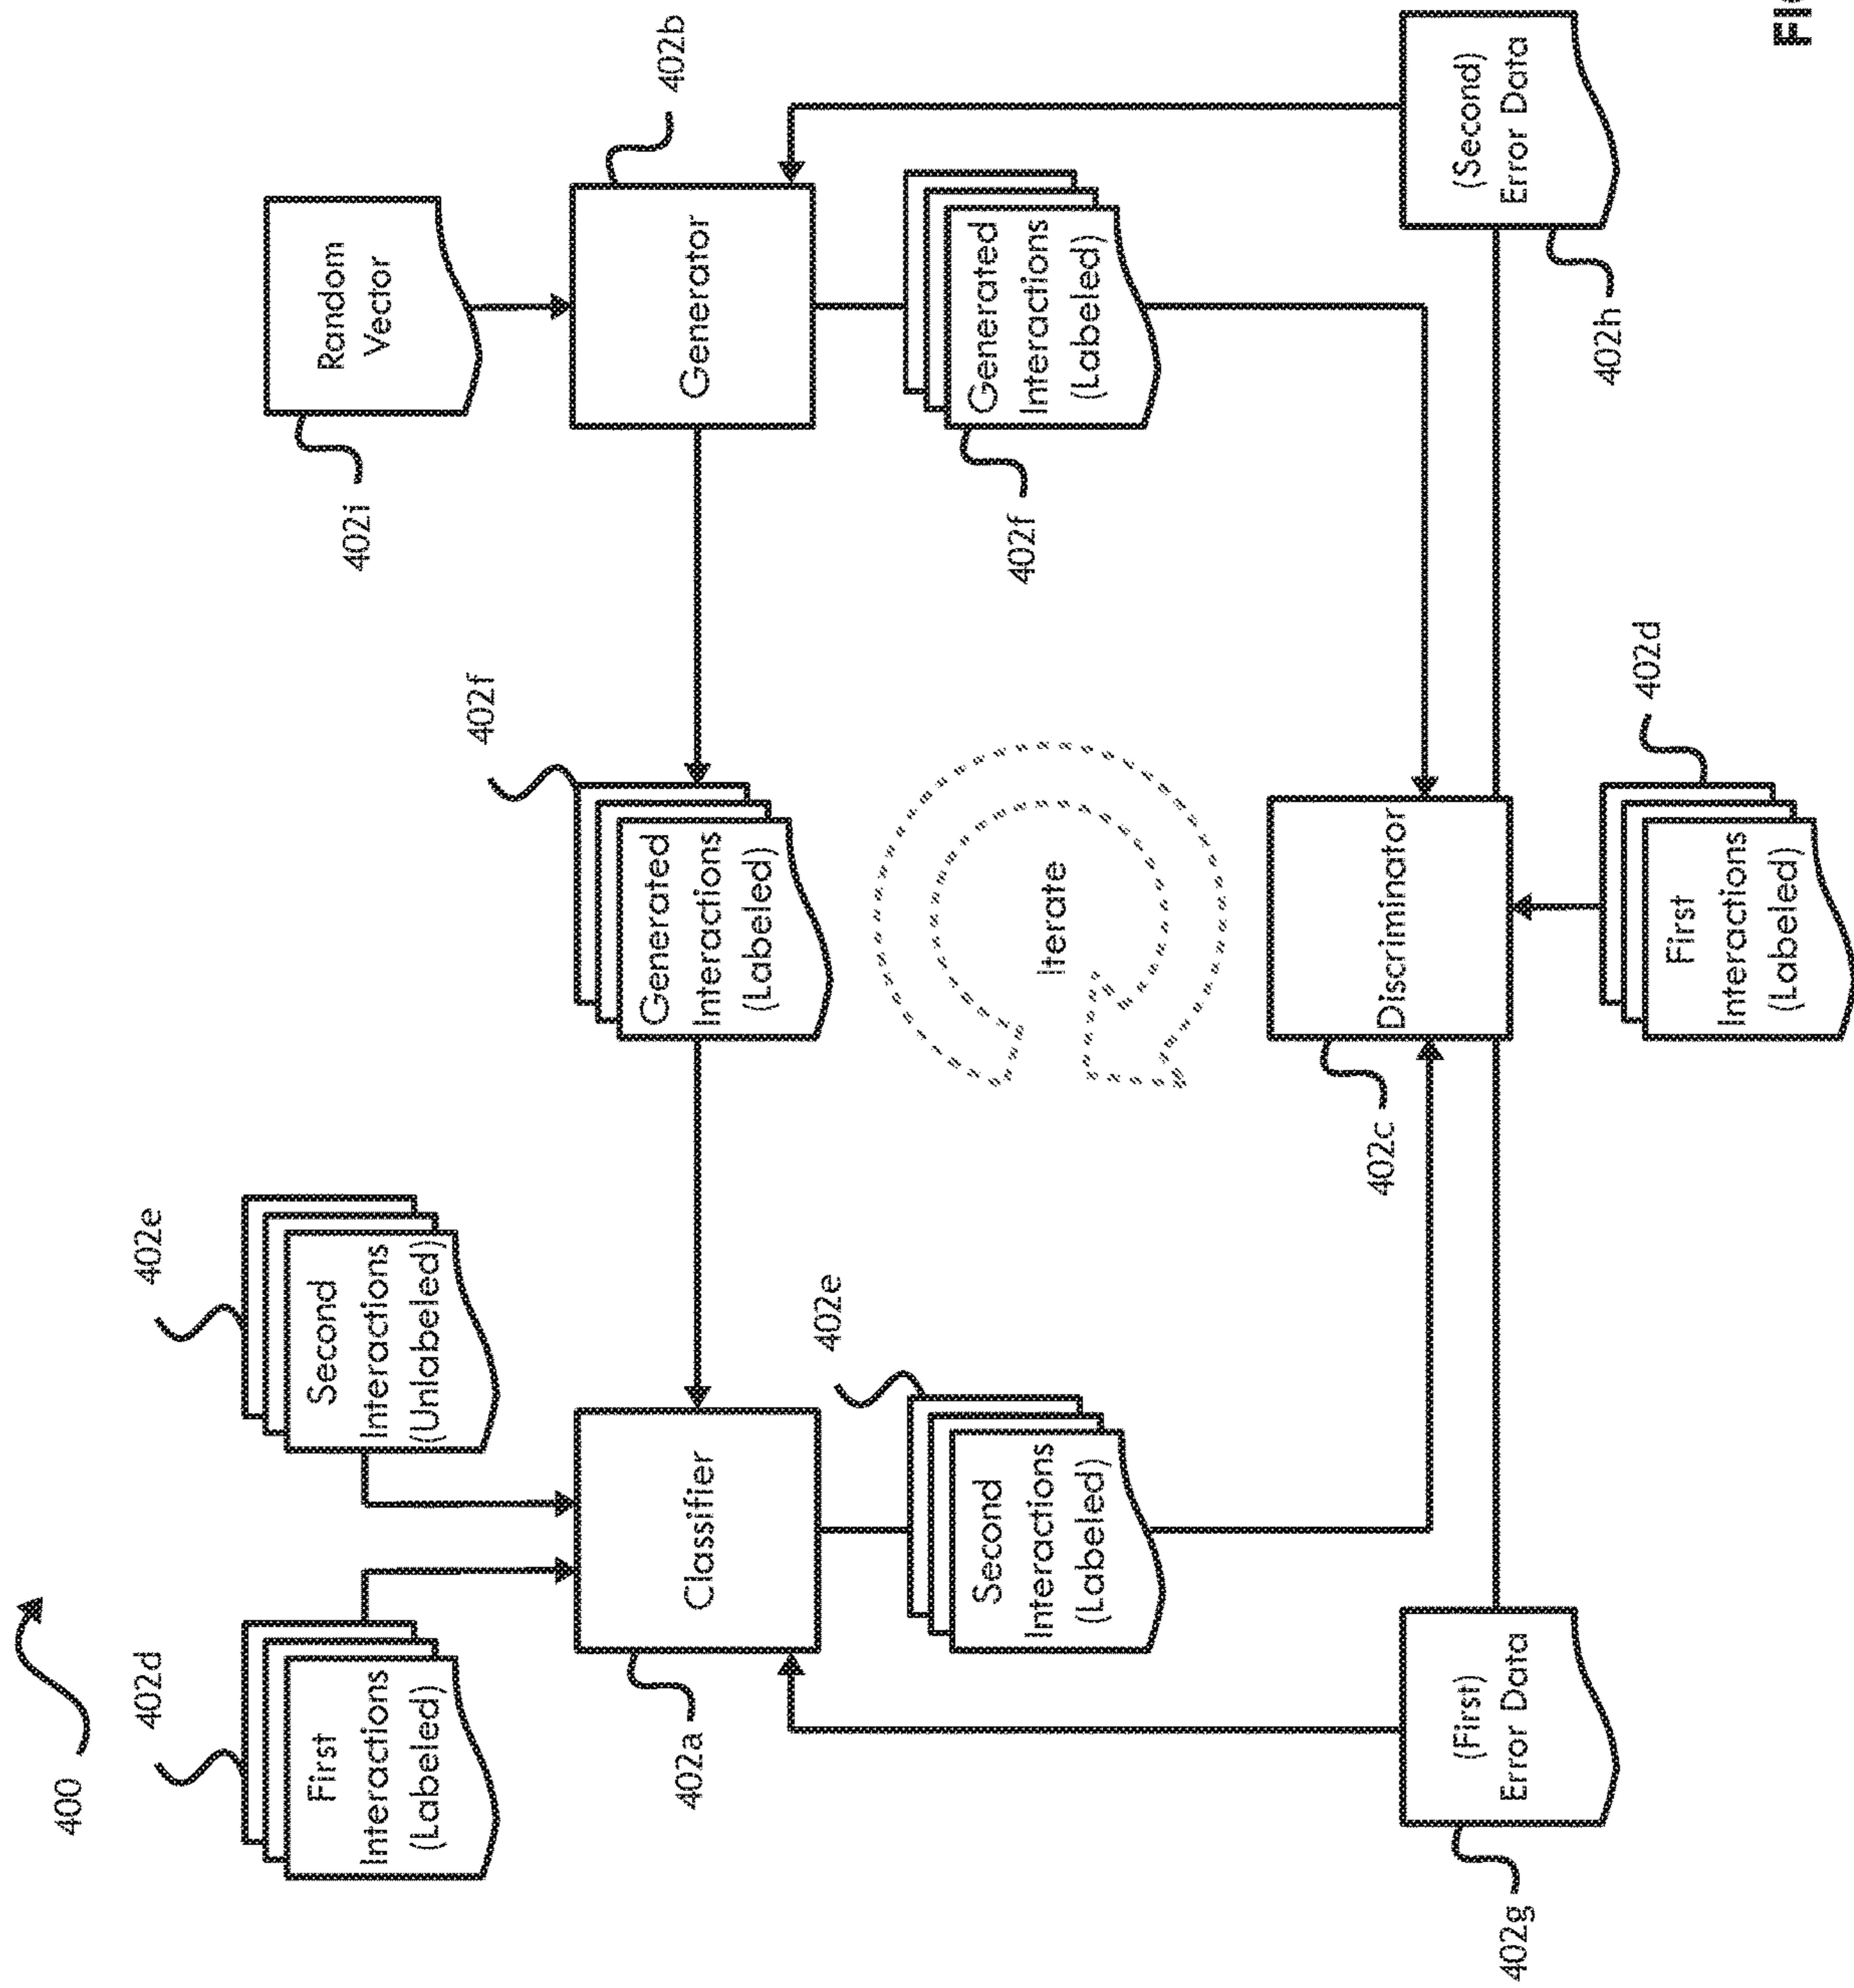 400
402d
First
Interactions
(Labeled)
402e
Second
Interactions
(Unlabeled)
Random
Vector
402i
402f
Generated
Interactions
(Labeled)
402b
Generator
Classifier
402a
402e
Second
Interactions
(Labeled)
Iterate
Generated
Interactions
(Labeled)
402f
Discriminator
402c
(First)
Error Data
402g
(Second)
Error Data
402h
402d
First
Interactions
(Labeled)